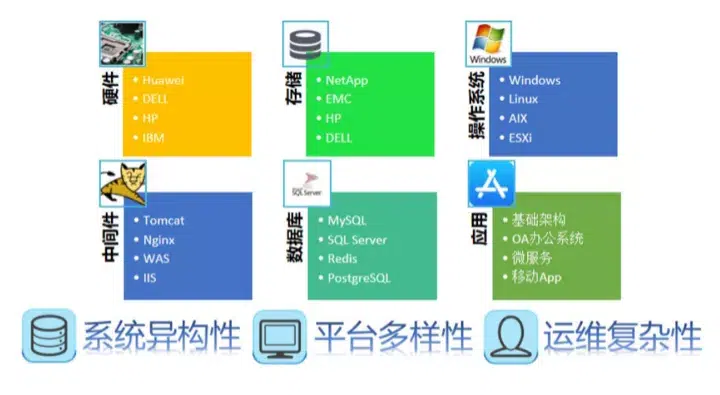 硬件
Huawei
DELL
HP
IBM
存储
NetApp
EMC
HP
DELL
Windows
操作系统
Windows
Linux
AIX
ESXi
中间件
Tomcat
Nginx
WAS
IIS
SQL Server
数据库
MySQL
SQL Server
Redis
PostgreSQL
应用
基础架构
OA办公系统
微服务
移动App
系统异构性
平台多样性
运维复杂性